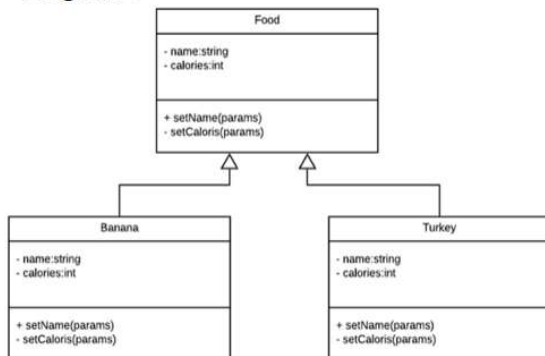 Food
- name:string
- calories:int
+ setName(params)
- setCaloris(params)
Banana
- name:string
- calories:int
+ setName(params)
- setCaloris(params)
Turkey
- name:string
- calories:int
+ setName(params)
- setCaloris(params)